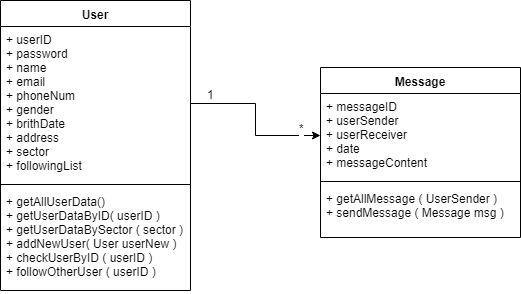 User
+ userID
+ password
+ name
+ email
+ phoneNum
+ gender
+ brithDate
+ address
+ sector
+ followingList
+ getAllUserData()
+ getUserDataByID( userID )
+ getUserDataBySector ( sector )
+ addNewUser( User userNew )
+ checkUserByID ( userID )
+ followOtherUser ( userID )
1
*
Message
+ messageID
+ userSender
+ userReceiver
+ date
+ messageContent
+ getAllMessage ( UserSender )
+ sendMessage ( Message msg )